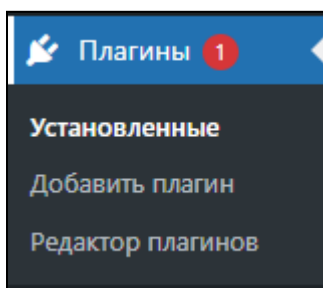 Плагины 1
Установленные
Добавить плагин
Редактор плагинов